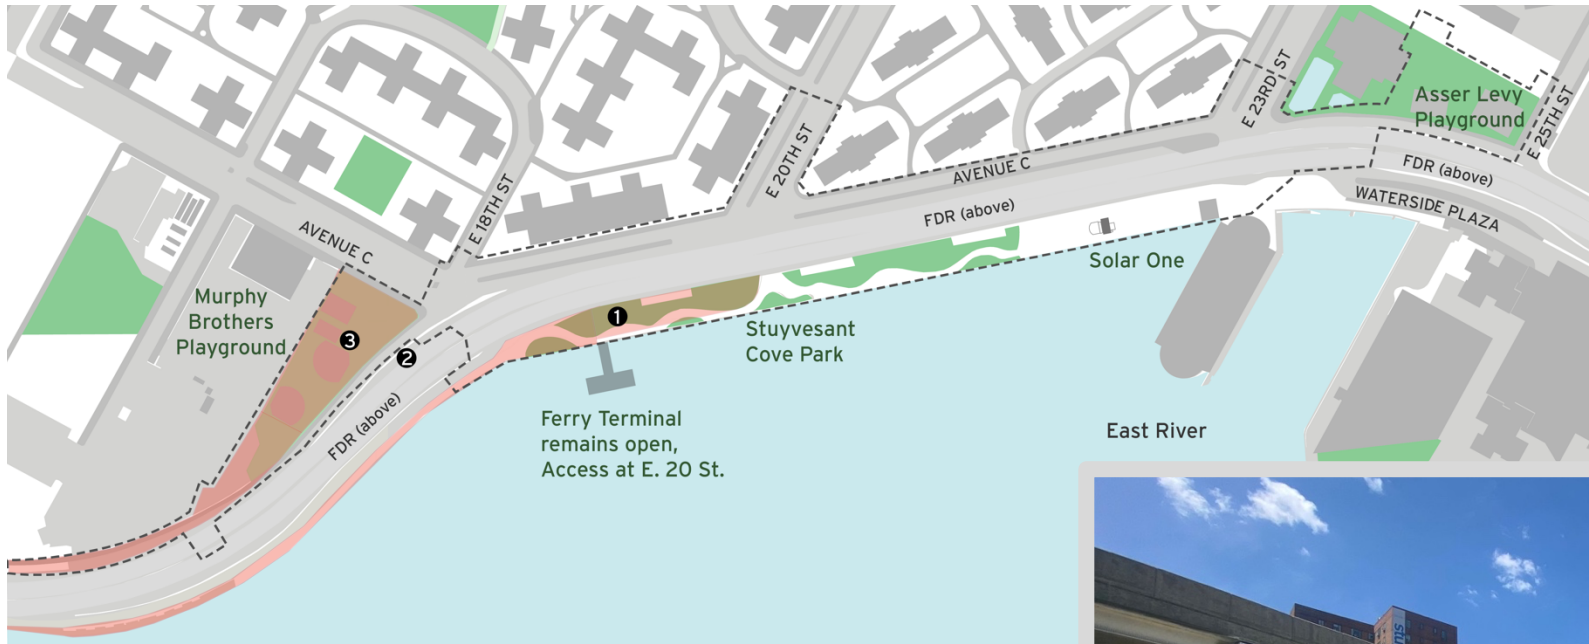 E 23RD ST
Asser Levy
Playground
E 25TH ST
E 20TH ST
AVENUE C
FDR (above)
FDR (above)
WATERSIDE PLAZA
E 18TH ST
AVENUE C
Solar One
Murphy
Brothers
Playground
3
2
1
Stuyvesant
Cove Park
FDR (above)
Ferry Terminal
remains open,
Access at E. 20 St.
East River